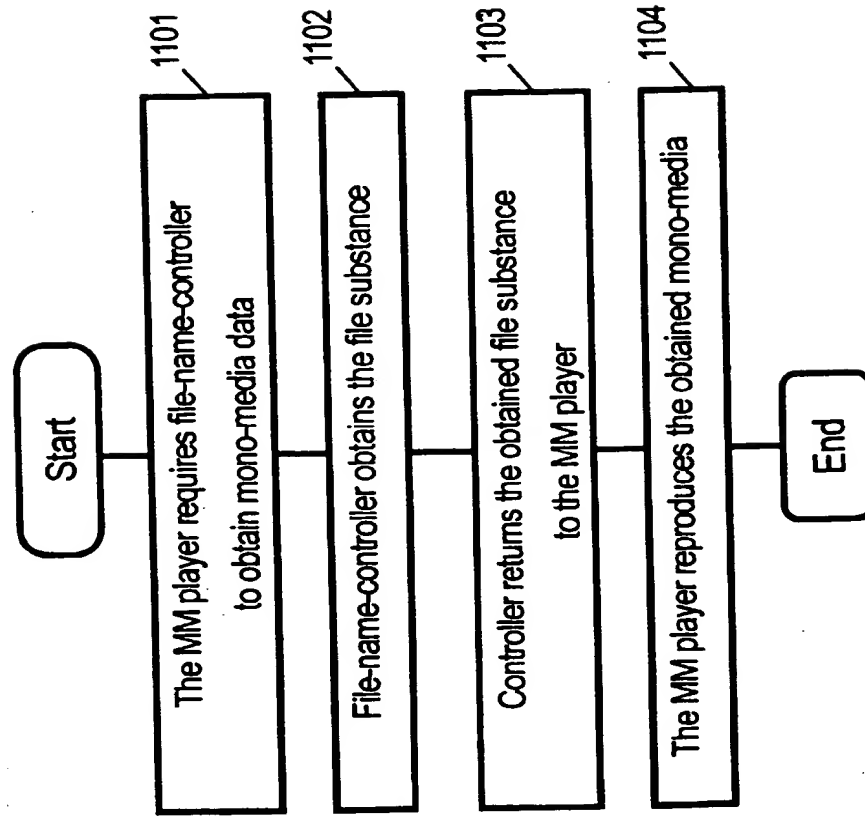 Start
1101
The MM player requires file-name-controller
to obtain mono-media data
1102
File-name-controller obtains the file substance
1103
Controller returns the obtained file substance
to the MM player
1104
The MM player reproduces the obtained mono-media
End